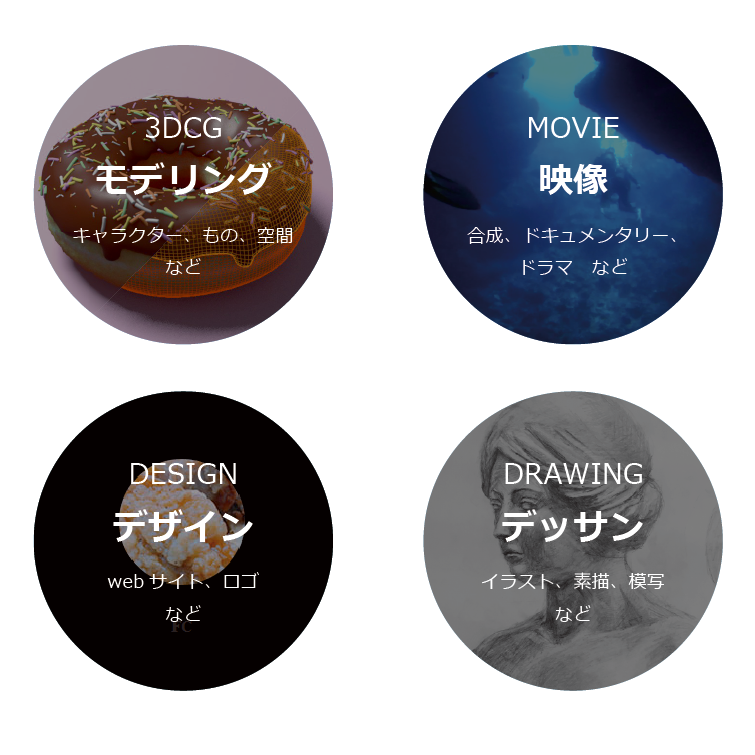 3DCG
モデリング
キャラクター、もの、空間
など
MOVIE
映像
合成、ドキュメンタリー、
ドラマ　など
DESIGN
デザイン
web サイト、ロゴ
など
FC
DRAWING
デッサン
イラスト、素描、模写
など